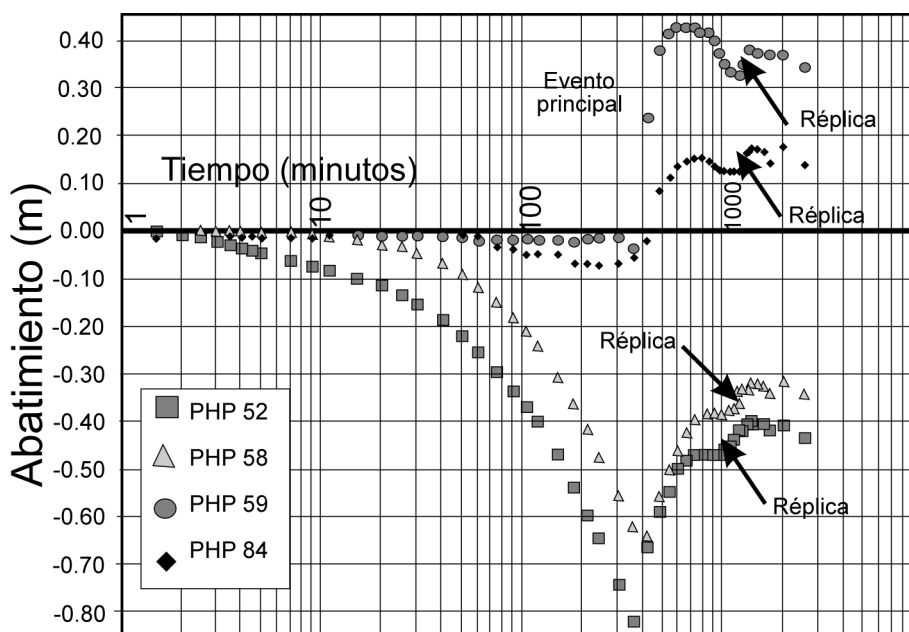 0.40
0.30
0.20
0.10
0.00
-0.10
-0.20
-0.30
-0.40
-0.50
-0.60
-0.70
-0.80
Abatimiento (m)
Tiempo (minutos)
1
10
100
1000
Evento
principal
Réplica
Réplica
Réplica
Réplica
PHP 52
PHP 58
PHP 59
PHP 84